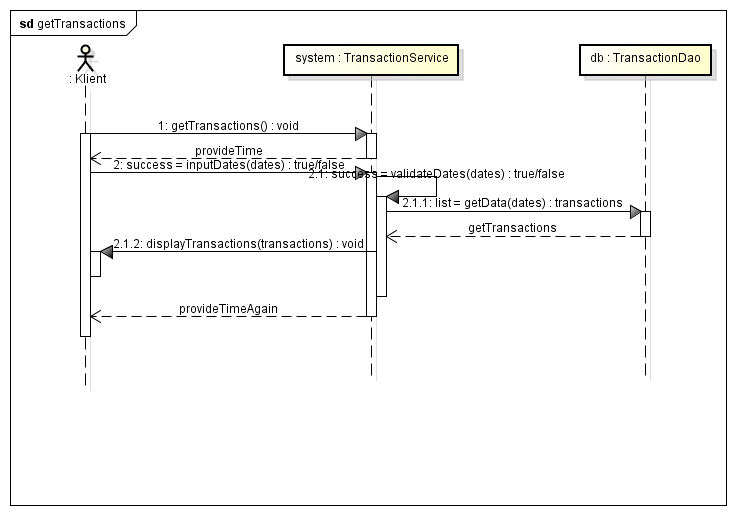 sd getTransactions
: Klient
system : TransactionService
db : TransactionDao
1: getTransactions() : void
provideTime
2: success = inputDates(dates) : true/false
2.1: success = validateDates(dates) : true/false
2.1.1: list = getData(dates) : transactions
getTransactions
2.1.2: displayTransactions(transactions) : void
provideTimeAgain